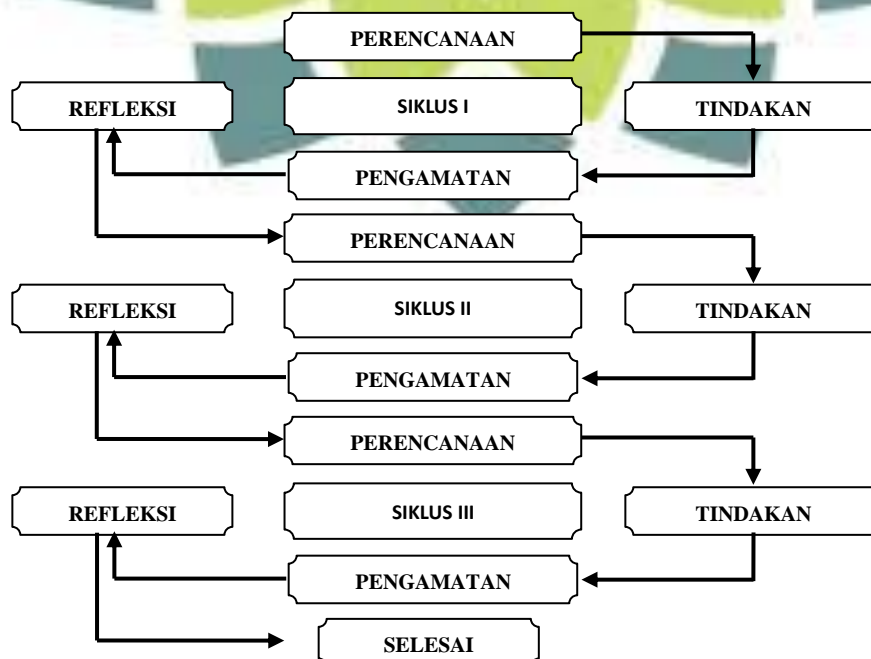 PERENCANAAN
REFLEKSI
SIKLUS I
TINDAKAN
PENGAMATAN
PERENCANAAN
REFLEKSI
SIKLUS II
TINDAKAN
PENGAMATAN
PERENCANAAN
REFLEKSI
SIKLUS III
TINDAKAN
PENGAMATAN
SELESAI